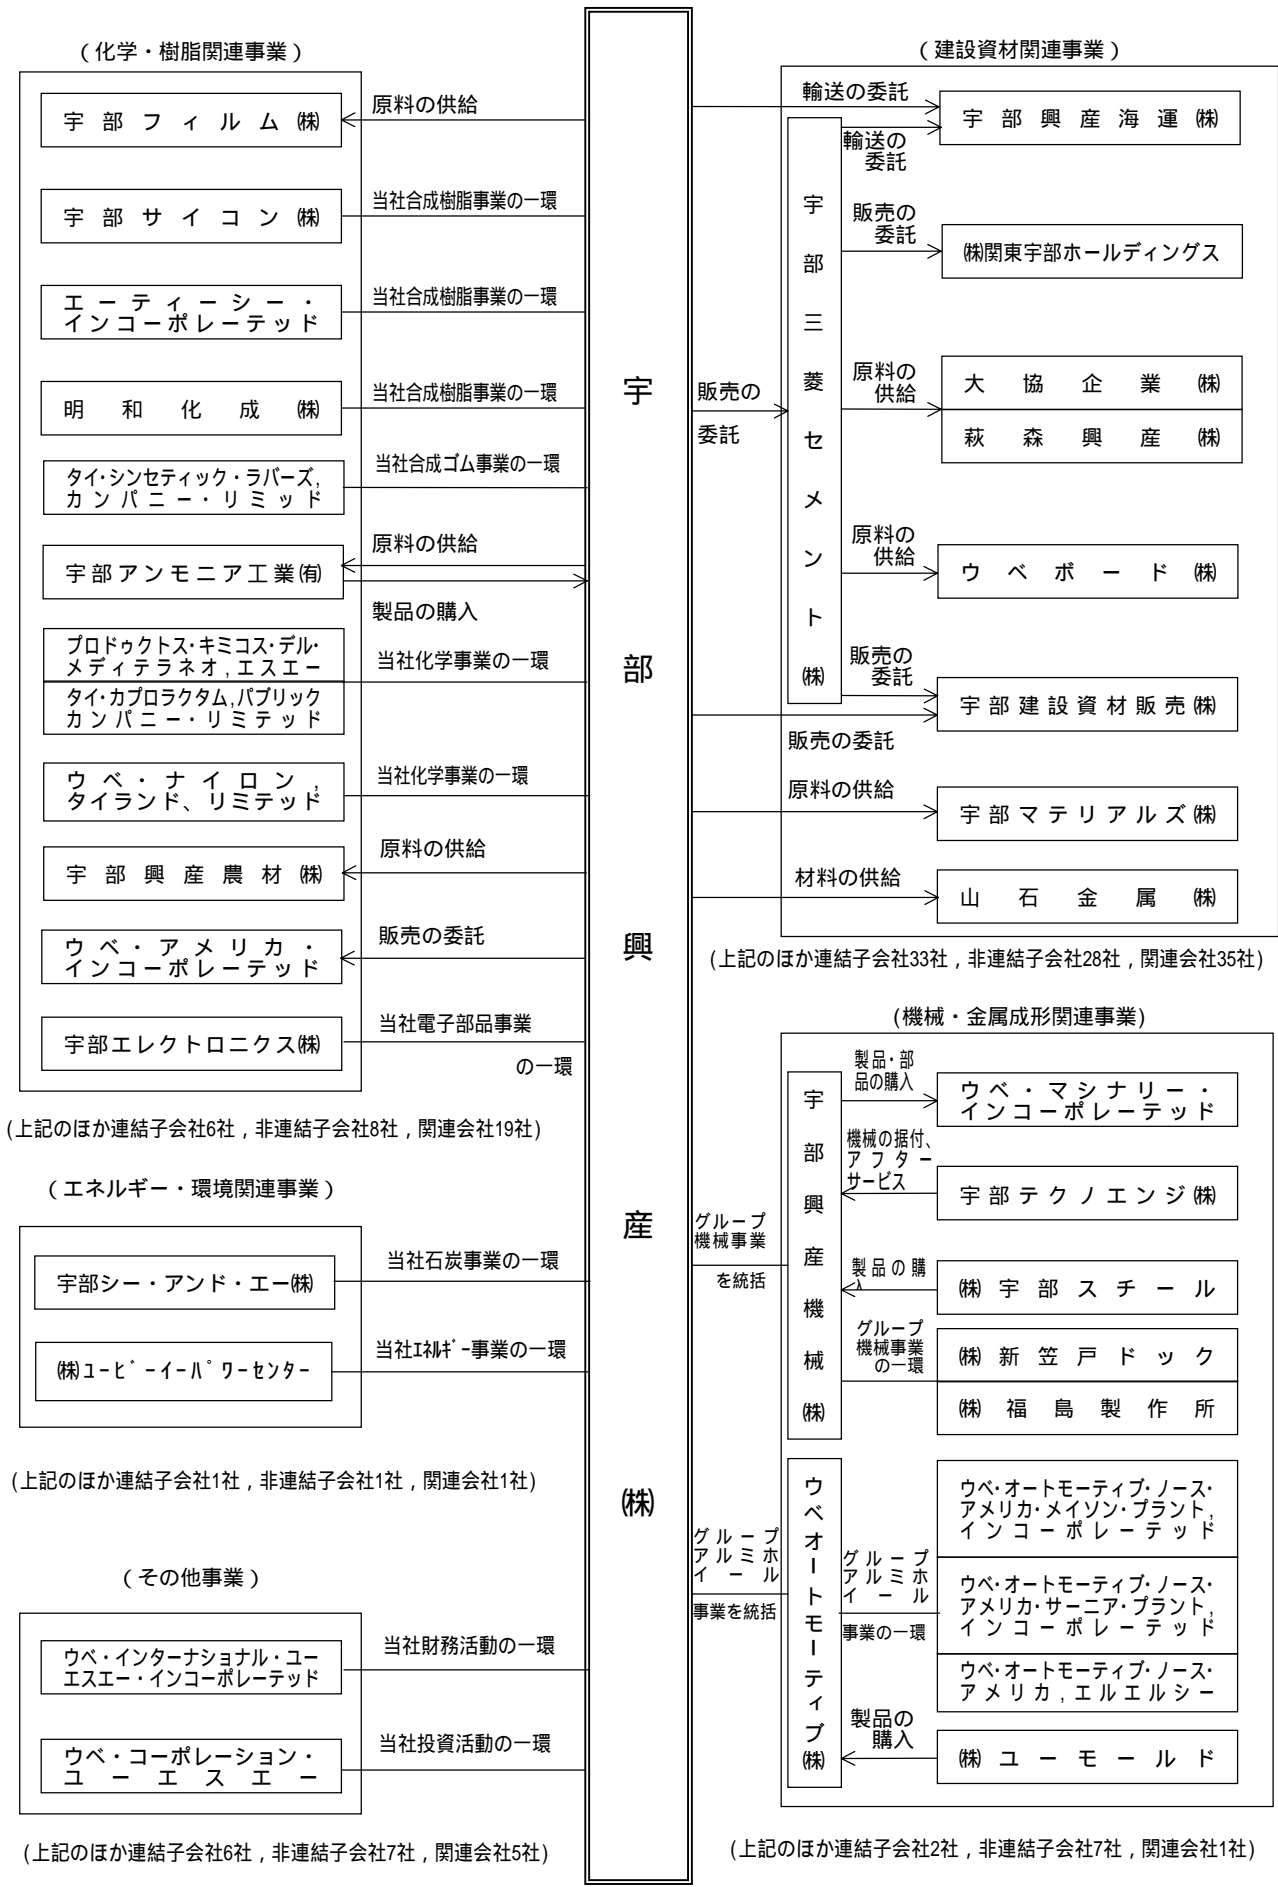 (化学・樹脂関連事業)
宇部フィルム㈱
原料の供給
宇部サイコン㈱
当社合成樹脂事業の一環
エーティーシー・
インコーポレーテッド
当社合成樹脂事業の一環
明和化成㈱
当社合成樹脂事業の一環
タイ・シンセティック・ラバーズ,
カンパニー・リミッド
当社合成ゴム事業の一環
宇部アンモニア工業㈲
原料の供給
製品の購入
プロドゥクトス・キミコス・デル・
メディテラネオ,エスエー
当社化学事業の一環
タイ・カプロラクタム,パブリック
カンパニー・リミテッド
ウベ・ナイロン,
タイランド、リミテッド
当社化学事業の一環
宇部興産農材㈱
原料の供給
ウベ・アメリカ・
インコーポレーテッド
販売の委託
宇部エレクトロニクス㈱
当社電子部品事業
の一環
(上記のほか連結子会社6社,非連結子会社8社,関連会社19社)
(エネルギー・環境関連事業)
宇部シー・アンド・エー㈱
当社石炭事業の一環
㈱ユービーイーパワーセンター
当社エネルギー事業の一環
(上記のほか連結子会社1社,非連結子会社1社,関連会社1社)
(その他事業)
ウベ・インターナショナル・ユー
エスエー・インコーポレーテッド
当社財務活動の一環
ウベ・コーポレーション・
ユーエスエー
当社投資活動の一環
(上記のほか連結子会社6社,非連結子会社7社,関連会社5社)
宇部興産㈱
(建設資材関連事業)
輸送の委託
宇部興産海運㈱
輸送の
委託
販売の
委託
宇部三菱セメント㈱
販売の
委託
㈱関東宇部ホールディングス
原料の
供給
大協企業㈱
萩森興産㈱
原料の
供給
ウベボード㈱
販売の
委託
宇部建設資材販売㈱
販売の委託
原料の供給
宇部マテリアルズ㈱
材料の供給
山石金属㈱
(上記のほか連結子会社33社,非連結子会社28社,関連会社35社)
(機械・金属成形関連事業)
グループ
機械事業
を統括
宇部興産機械㈱
製品・部
品の購入
ウベ・マシナリー・
インコーポレーテッド
機械の据付、
アフター
サービス
宇部テクノエンジ㈱
製品の購
入
㈱宇部スチール
グループ
機械事業
の一環
㈱新笠戸ドック
㈱福島製作所
グループ
アルミホ
イール
事業を統括
ウベオートモーティブ㈱
グループ
アルミホ
イール
事業の一環
ウベ・オートモーティブ・ノース・
アメリカ・メイソン・プラント,
インコーポレーテッド
ウベ・オートモーティブ・ノース・
アメリカ・サーニア・プラント,
インコーポレーテッド
ウベ・オートモーティブ・ノース・
アメリカ,エルエルシー
製品の
購入
㈱ユーモールド
(上記のほか連結子会社2社,非連結子会社7社,関連会社1社)